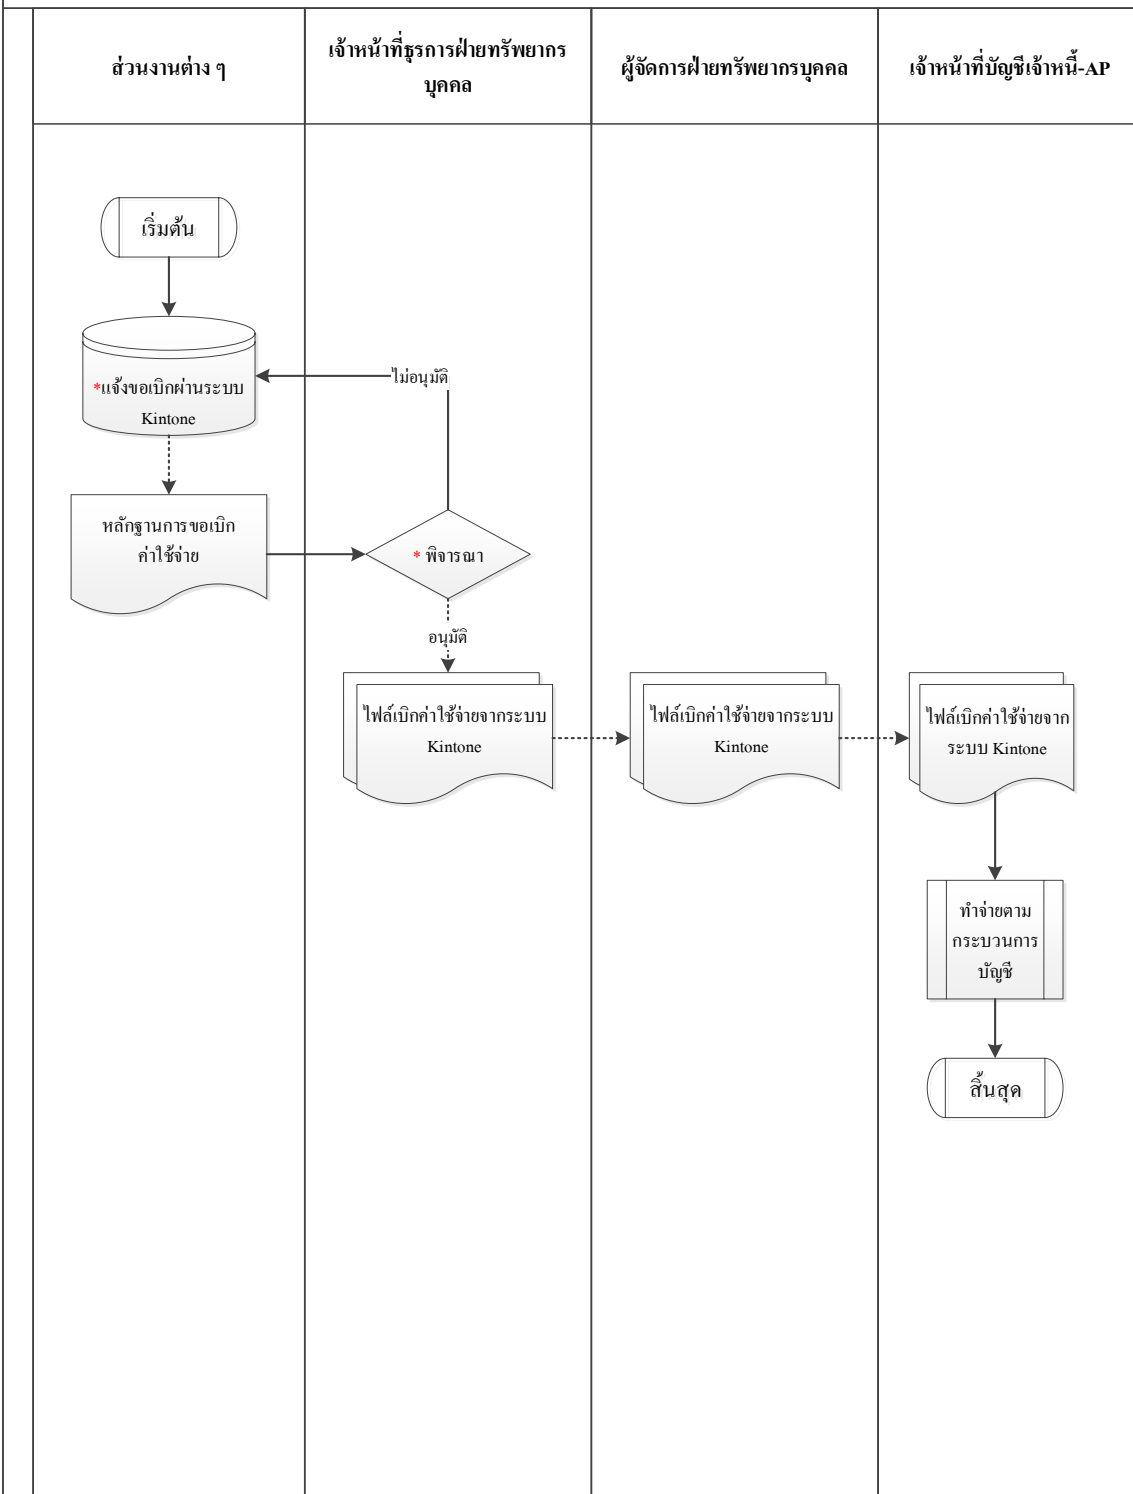 ส่วนงานต่าง ๆ
เจ้าหน้าที่ธุรการฝ่ายทรัพยากร
บุคคล
ผู้จัดการฝ่ายทรัพยากรบุคคล
เจ้าหน้าที่บัญชีเจ้าหนี้-AP
เริ่มต้น
*แจ้งขอเบิกผ่านระบบ
Kintone
ไม่อนุมัติ
หลักฐานการขอเบิก
ค่าใช้จ่าย
* พิจารณา
อนุมัติ
ไฟล์เบิกค่าใช้จ่ายจากระบบ
Kintone
ไฟล์เบิกค่าใช้จ่ายจากระบบ
Kintone
ไฟล์เบิกค่าใช้จ่ายจาก
ระบบ Kintone
ทำจ่ายตาม
กระบวนการ
บัญชี
สิ้นสุด